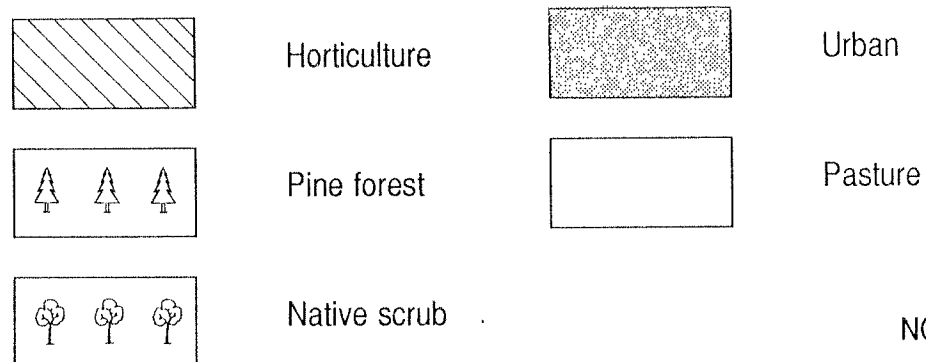 Horticulture
Urban
Pine forest
Pasture
Native scrub